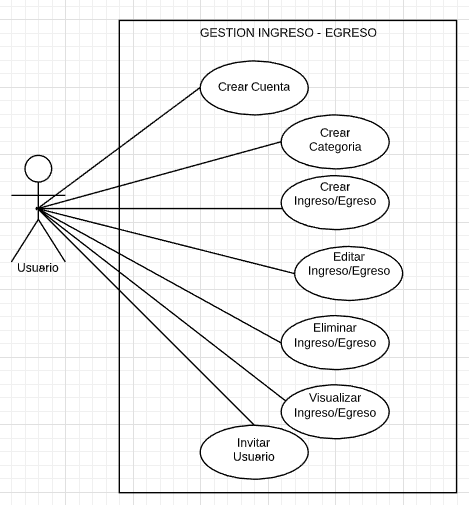 GESTION INGRESO - EGRESO
Crear Cuenta
Crear
Categoria
Crear
Ingreso/Egreso
Editar
Ingreso/Egreso
Eliminar
Ingreso/Egreso
Visualizar
Ingreso/Egreso
Invitar
Usuario
Usuario